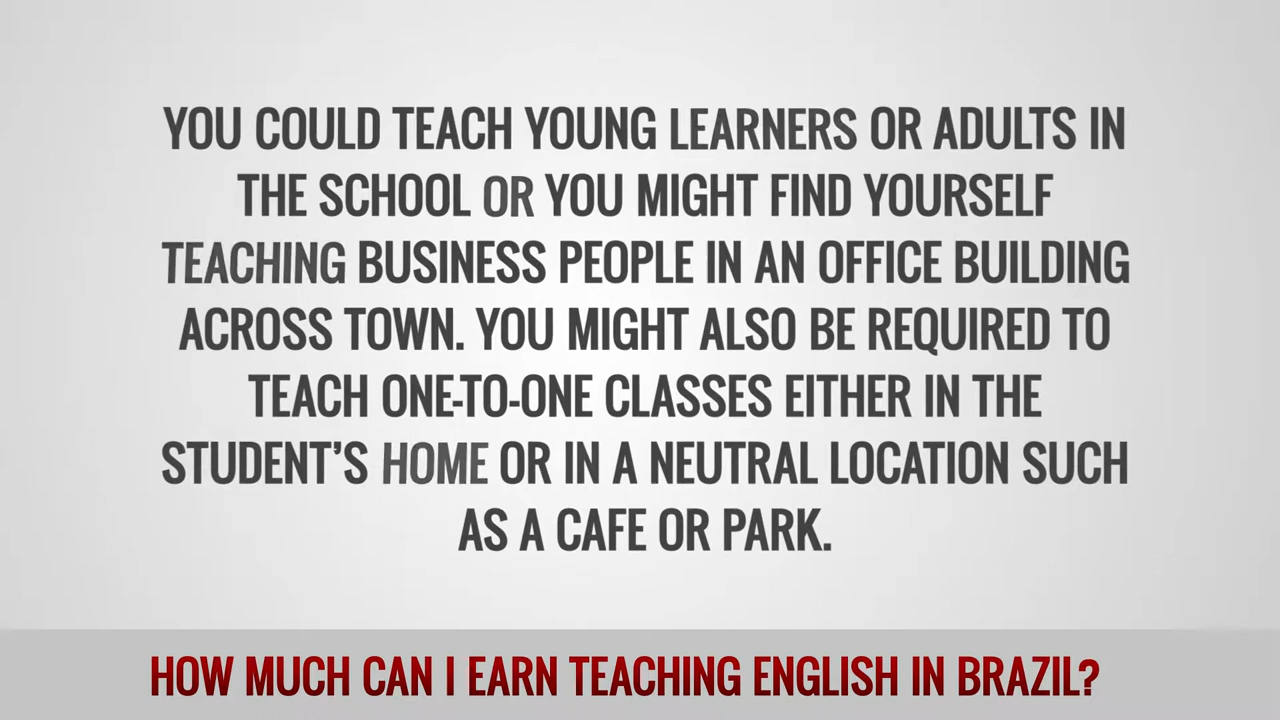 YOU COULD TEACH YOUNG LEARNERS OR ADULTS IN
THE SCHOOL OR YOU MIGHT FIND YOURSELF
TEACHING BUSINESS PEOPLE IN AN OFFICE BUILDING
ACROSS TOWN. YOU MIGHT ALSO BE REQUIRED TO
TEACH ONE-TO-ONE CLASSES EITHER IN THE
STUDENT’S HOME OR IN A NEUTRAL LOCATION SUCH
AS A CAFE OR PARK.
HOW MUCH CAN I EARN TEACHING ENGLISH IN BRAZIL?